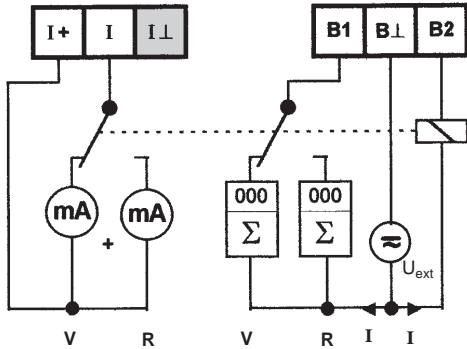 I+ I I⊥ B1 B⊥ B2
000 000
mA mA Σ Σ
+
U_ext
V R V R I I